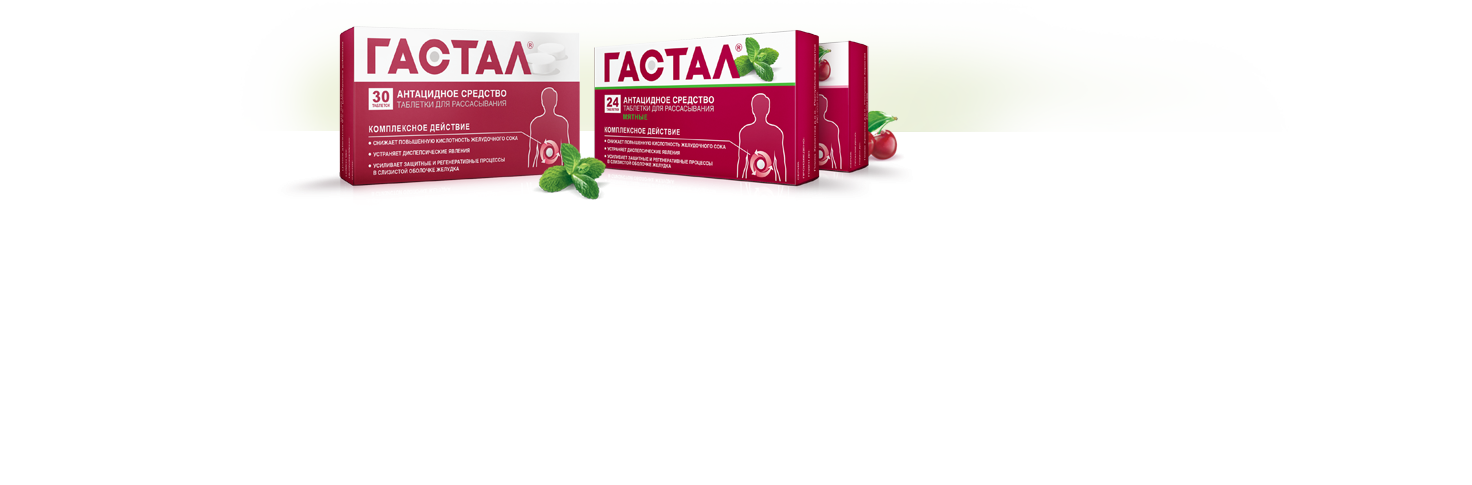 ГАСТАЛ®
30
ТАБЛЕТОК
АНТАЦИДНОЕ СРЕДСТВО
ТАБЛЕТКИ ДЛЯ РАССАСЫВАНИЯ
КОМПЛЕКСНОЕ ДЕЙСТВИЕ
• СНИЖАЕТ ПОВЫШЕННУЮ КИСЛОТНОСТЬ ЖЕЛУДОЧНОГО СОКА
• УСТРАНЯЕТ ДИСПЕПСИЧЕСКИЕ ЯВЛЕНИЯ
• УСИЛИВАЕТ ЗАЩИТНЫЕ И РЕГЕНЕРАТИВНЫЕ ПРОЦЕССЫ
В СЛИЗИСТОЙ ОБОЛОЧКЕ ЖЕЛУДКА
ГАСТАЛ®
24
АНТАЦИДНОЕ СРЕДСТВО
ТАБЛЕТКИ ДЛЯ РАССАСЫВАНИЯ
МЯТНЫЕ
КОМПЛЕКСНОЕ ДЕЙСТВИЕ
• СНИЖАЕТ ПОВЫШЕННУЮ КИСЛОТНОСТЬ ЖЕЛУДОЧНОГО СОКА
• УСТРАНЯЕТ ДИСПЕПСИЧЕСКИЕ ЯВЛЕНИЯ
• УСИЛИВАЕТ ЗАЩИТНЫЕ И РЕГЕНЕРАТИВНЫЕ ПРОЦЕССЫ
В СЛИЗИСТОЙ ОБОЛОЧКЕ ЖЕЛУДКА